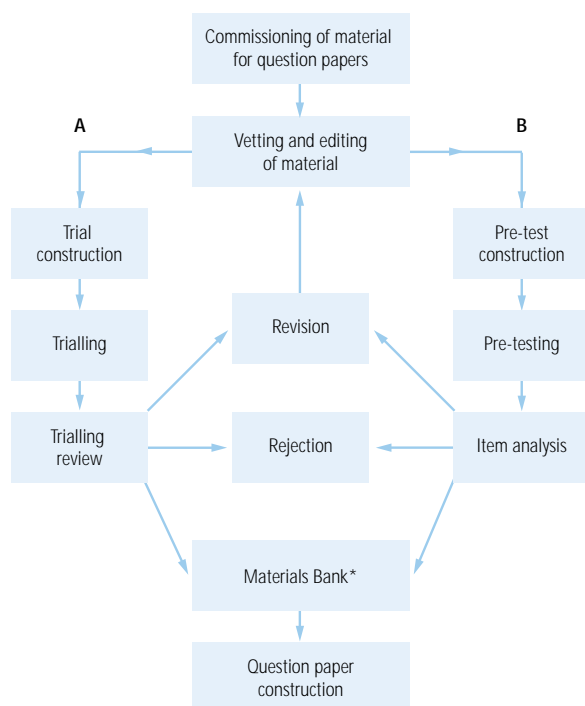 Commissioning of material
for question papers
A
B
Vetting and editing
of material
Trial
construction
Pre-test
construction
Trialling
Revision
Pre-testing
Trialling
review
Rejection
Item analysis
Materials Bank*
Question paper
construction